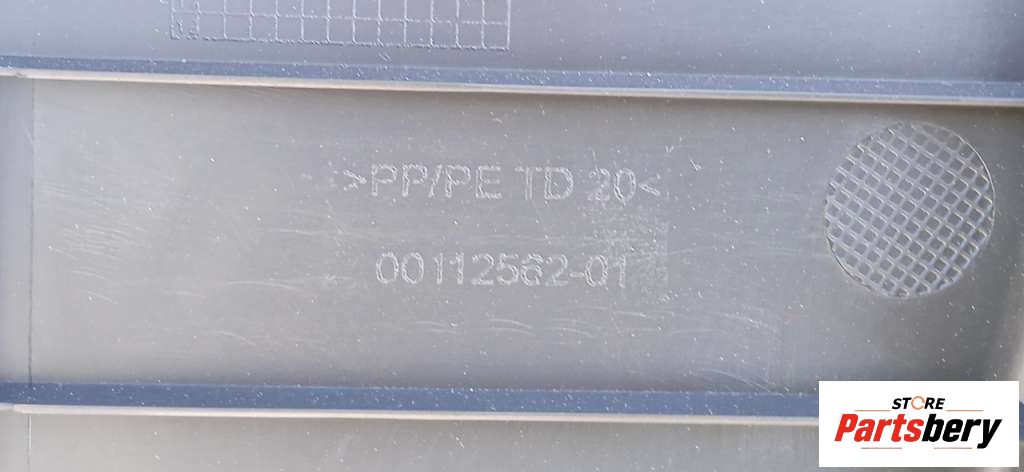 >PP/PE TD 20<
00112562-01
STORE
Partsbery